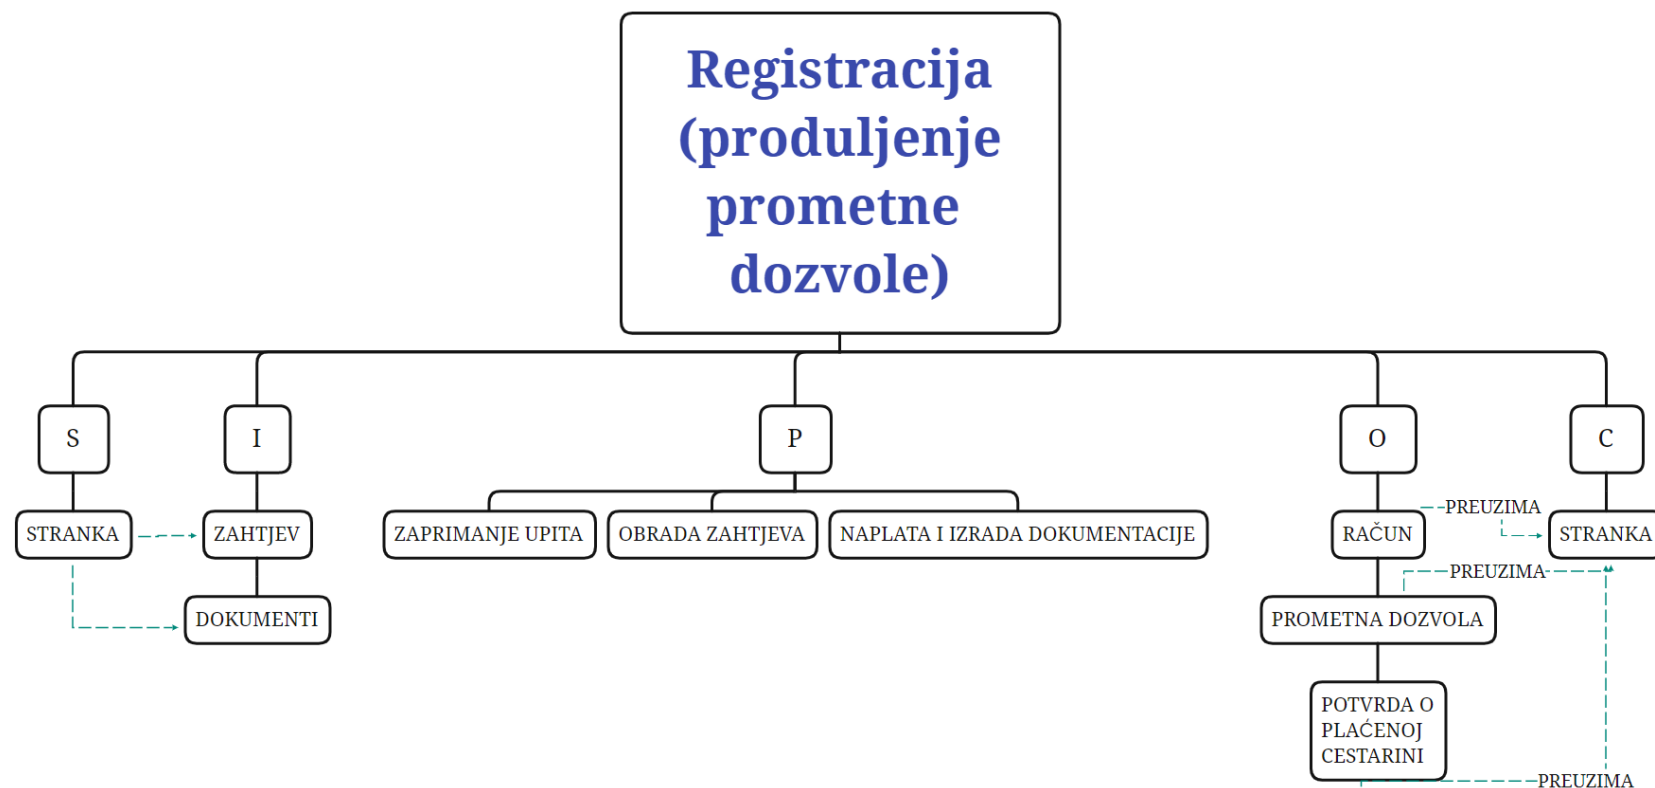 Registracija
(produljenje
prometne
dozvole)
S
I
P
O
C
STRANKA
ZAHTJEV
DOKUMENTI
ZAPRIMANJE UPITA
OBRADA ZAHTJEVA
NAPLATA I IZRADA DOKUMENTACIJE
RAČUN
PREUZIMA
STRANKA
PREUZIMA
PROMETNA DOZVOLA
POTVRDA O
PLAĆENOJ
CESTARINI
PREUZIMA